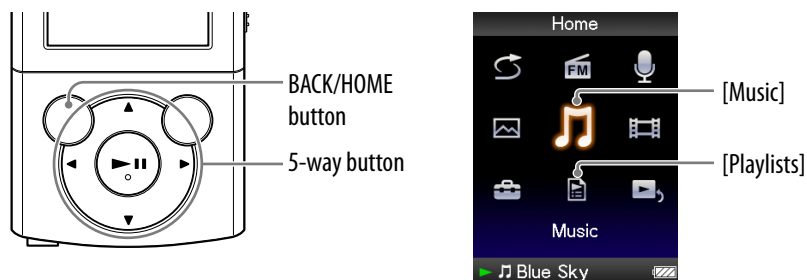 BACK/HOME
button
5-way button
Home
FM
[Music]
[Playlists]
Music
Blue Sky